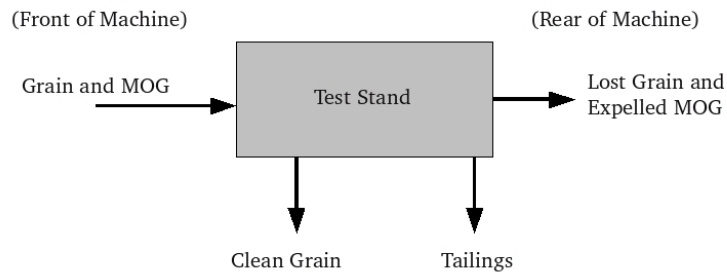 (Front of Machine)
(Rear of Machine)
Grain and MOG
Test Stand
Lost Grain and
Expelled MOG
Clean Grain
Tailings